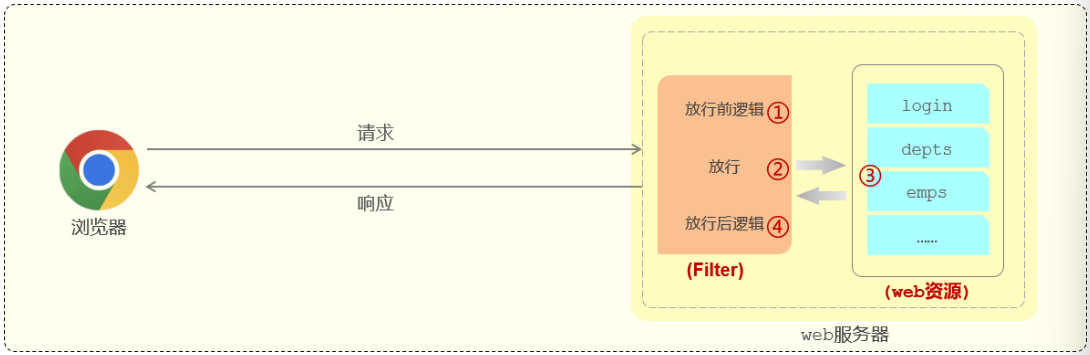 请求
响应
浏览器
放行前逻辑 ①
放行 ②
放行后逻辑 ④
(Filter)
③
login
depts
emps
……
(web资源)
web服务器